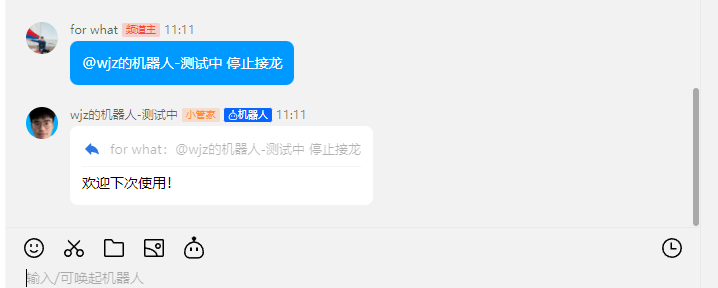 for what 频道主 11:11
@wjz的机器人-测试中 停止接龙
wjz的机器人-测试中 小管家 机器人 11:11
for what: @wjz的机器人-测试中 停止接龙
欢迎下次使用!
输入/可唤起机器人